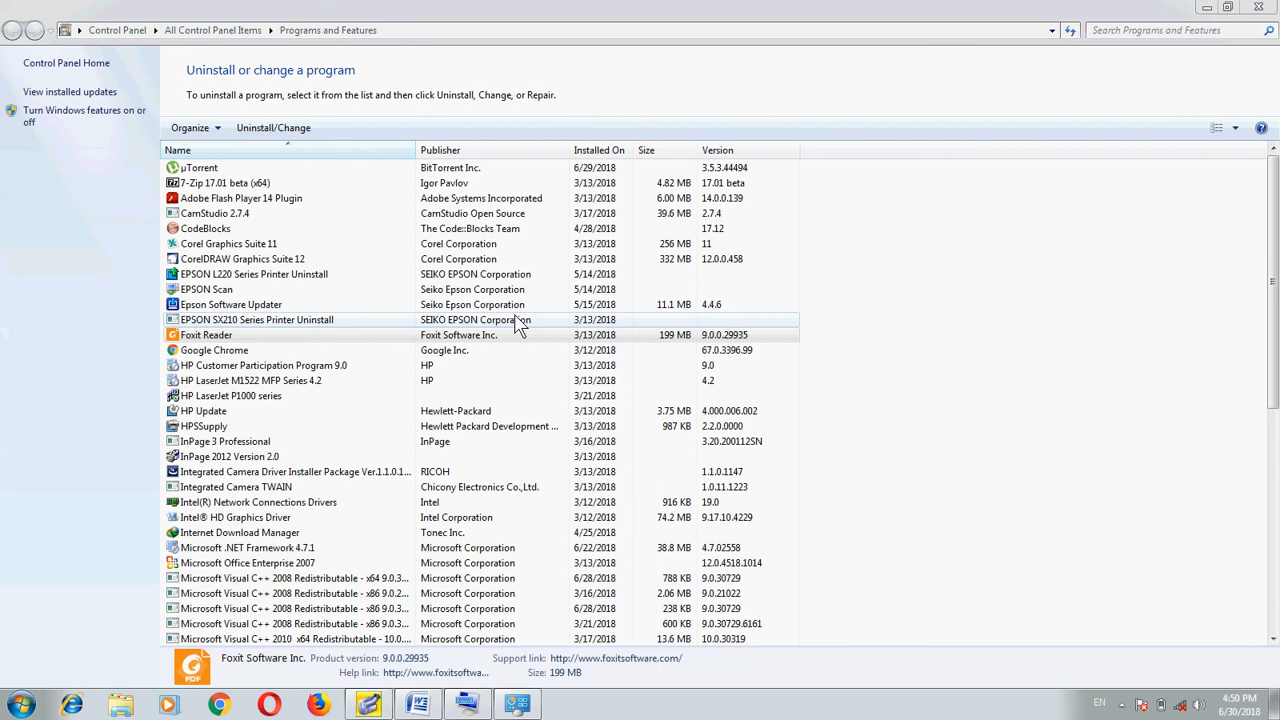 Control Panel All Control Panel Items Programs and Features Search Programs and Features
Control Panel Home
View installed updates
Turn Windows features on or
off
Uninstall or change a program
To uninstall a program, select it from the list and then click Uninstall, Change, or Repair.
Organize Uninstall/Change
Name Publisher Installed On Size Version
µTorrent BitTorrent Inc. 6/29/2018 3.5.3.44494
7-Zip 17.01 beta (x64) Igor Pavlov 3/13/2018 4.82 MB 17.01 beta
Adobe Flash Player 14 Plugin Adobe Systems Incorporated 3/13/2018 6.00 MB 14.0.0.139
CamStudio 2.7.4 CamStudio Open Source 3/17/2018 39.6 MB 2.7.4
CodeBlocks The Code::Blocks Team 4/28/2018 17.12
Corel Graphics Suite 11 Corel Corporation 3/13/2018 256 MB 11
CorelDRAW Graphics Suite 12 Corel Corporation 3/13/2018 332 MB 12.0.0.458
EPSON L220 Series Printer Uninstall SEIKO EPSON Corporation 5/14/2018
EPSON Scan Seiko Epson Corporation 5/14/2018
Epson Software Updater Seiko Epson Corporation 5/15/2018 11.1 MB 4.4.6
EPSON SX210 Series Printer Uninstall SEIKO EPSON Corporation 3/13/2018
Foxit Reader Foxit Software Inc. 3/13/2018 199 MB 9.0.0.29935
Google Chrome Google Inc. 3/12/2018 67.0.3396.99
HP Customer Participation Program 9.0 HP 3/13/2018 9.0
HP LaserJet M1522 MFP Series 4.2 HP 3/13/2018 4.2
HP LaserJet P1000 series 3/21/2018
HP Update Hewlett-Packard 3/13/2018 3.75 MB 4.000.006.002
HPSSupply Hewlett Packard Development ... 3/13/2018 987 KB 2.2.0.0000
InPage 3 Professional InPage 3/16/2018 3.20.200112SN
InPage 2012 Version 2.0 3/13/2018
Integrated Camera Driver Installer Package Ver.1.1.0.1... RICOH 3/13/2018 1.1.0.1147
Integrated Camera TWAIN Chicony Electronics Co.,Ltd. 3/13/2018 1.0.11.1223
Intel(R) Network Connections Drivers Intel 3/12/2018 916 KB 19.0
Intel® HD Graphics Driver Intel Corporation 3/12/2018 74.2 MB 9.17.10.4229
Internet Download Manager Tonec Inc. 4/25/2018
Microsoft .NET Framework 4.7.1 Microsoft Corporation 6/22/2018 38.8 MB 4.7.02558
Microsoft Office Enterprise 2007 Microsoft Corporation 3/13/2018 12.0.4518.1014
Microsoft Visual C++ 2008 Redistributable - x64 9.0.3... Microsoft Corporation 6/28/2018 788 KB 9.0.30729
Microsoft Visual C++ 2008 Redistributable - x86 9.0.2... Microsoft Corporation 3/16/2018 2.06 MB 9.0.21022
Microsoft Visual C++ 2008 Redistributable - x86 9.0.3... Microsoft Corporation 6/28/2018 238 KB 9.0.30729
Microsoft Visual C++ 2008 Redistributable - x86 9.0.3... Microsoft Corporation 3/21/2018 600 KB 9.0.30729.6161
Microsoft Visual C++ 2010 x64 Redistributable - 10.0.... Microsoft Corporation 3/17/2018 13.6 MB 10.0.30319
Foxit Software Inc. Product version: 9.0.0.29935 Support link: http://www.foxitsoftware.com/
Help link: http://www.foxitsoftwa... Size: 199 MB
PDF
EN 4:50 PM
6/30/2018